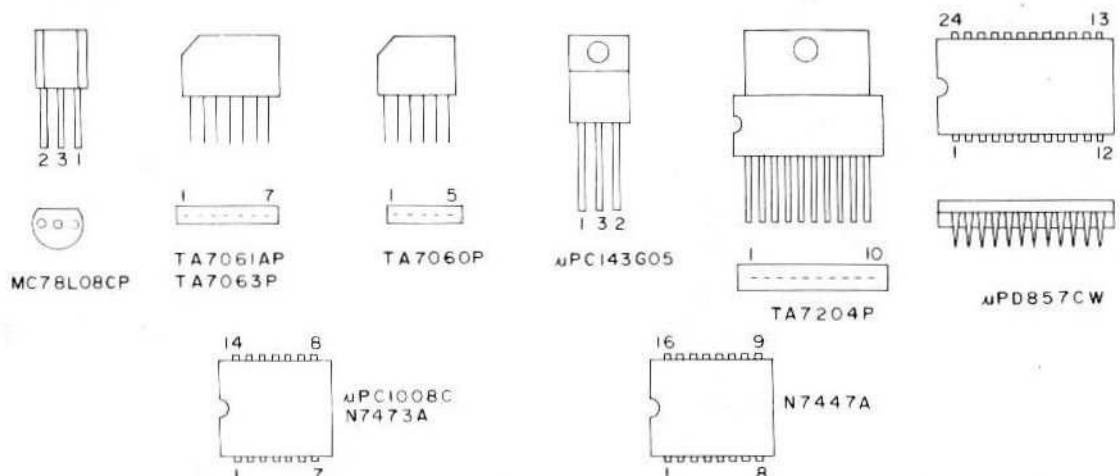 24 13
2 3 1
1 7
1 5
1 3 2
1 12
MC78L08CP
TA7061AP
TA7063P
TA7060P
µPC143G05
1 10
TA7204P
µPD857CW
14 8
µPC1008C
N7473A
1 7
16 9
N7447A
1 8